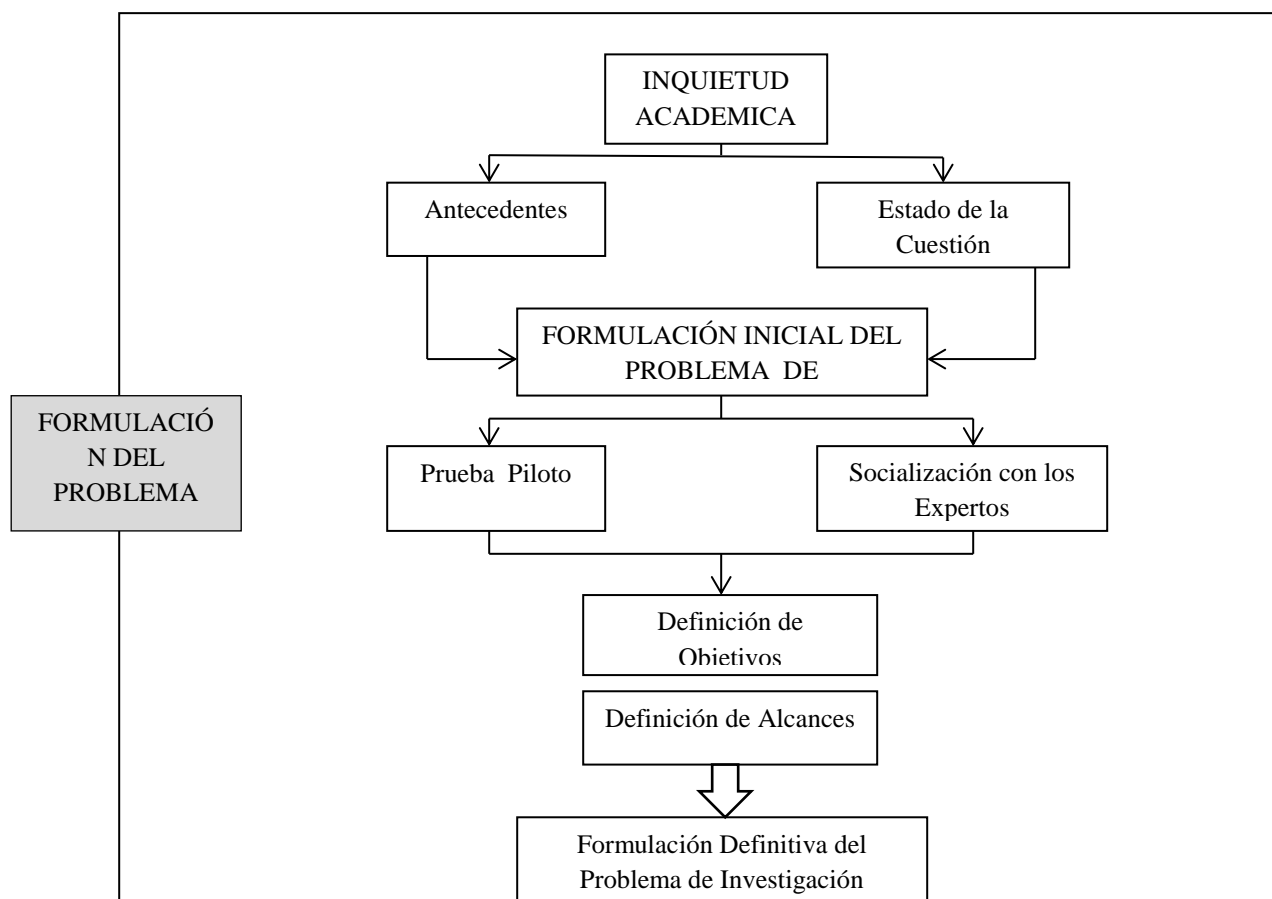 INQUIETUD
ACADEMICA
Antecedentes
Estado de la
Cuestión
FORMULACIÓN INICIAL DEL
PROBLEMA DE
FORMULACIÓ
N DEL
PROBLEMA
Prueba Piloto
Socialización con los
Expertos
Definición de
Objetivos
Definición de Alcances
Formulación Definitiva del
Problema de Investigación